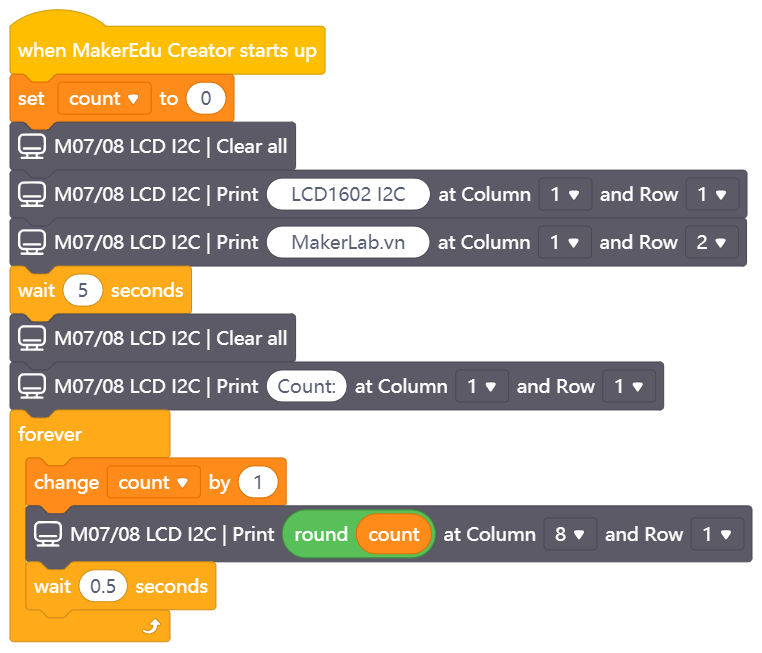 when MakerEdu Creator starts up
set count to 0
M07/08 LCD I2C | Clear all
M07/08 LCD I2C | Print LCD1602 I2C at Column 1 and Row 1
M07/08 LCD I2C | Print MakerLab.vn at Column 1 and Row 2
wait 5 seconds
M07/08 LCD I2C | Clear all
M07/08 LCD I2C | Print Count: at Column 1 and Row 1
forever
change count by 1
M07/08 LCD I2C | Print round count at Column 8 and Row 1
wait 0.5 seconds